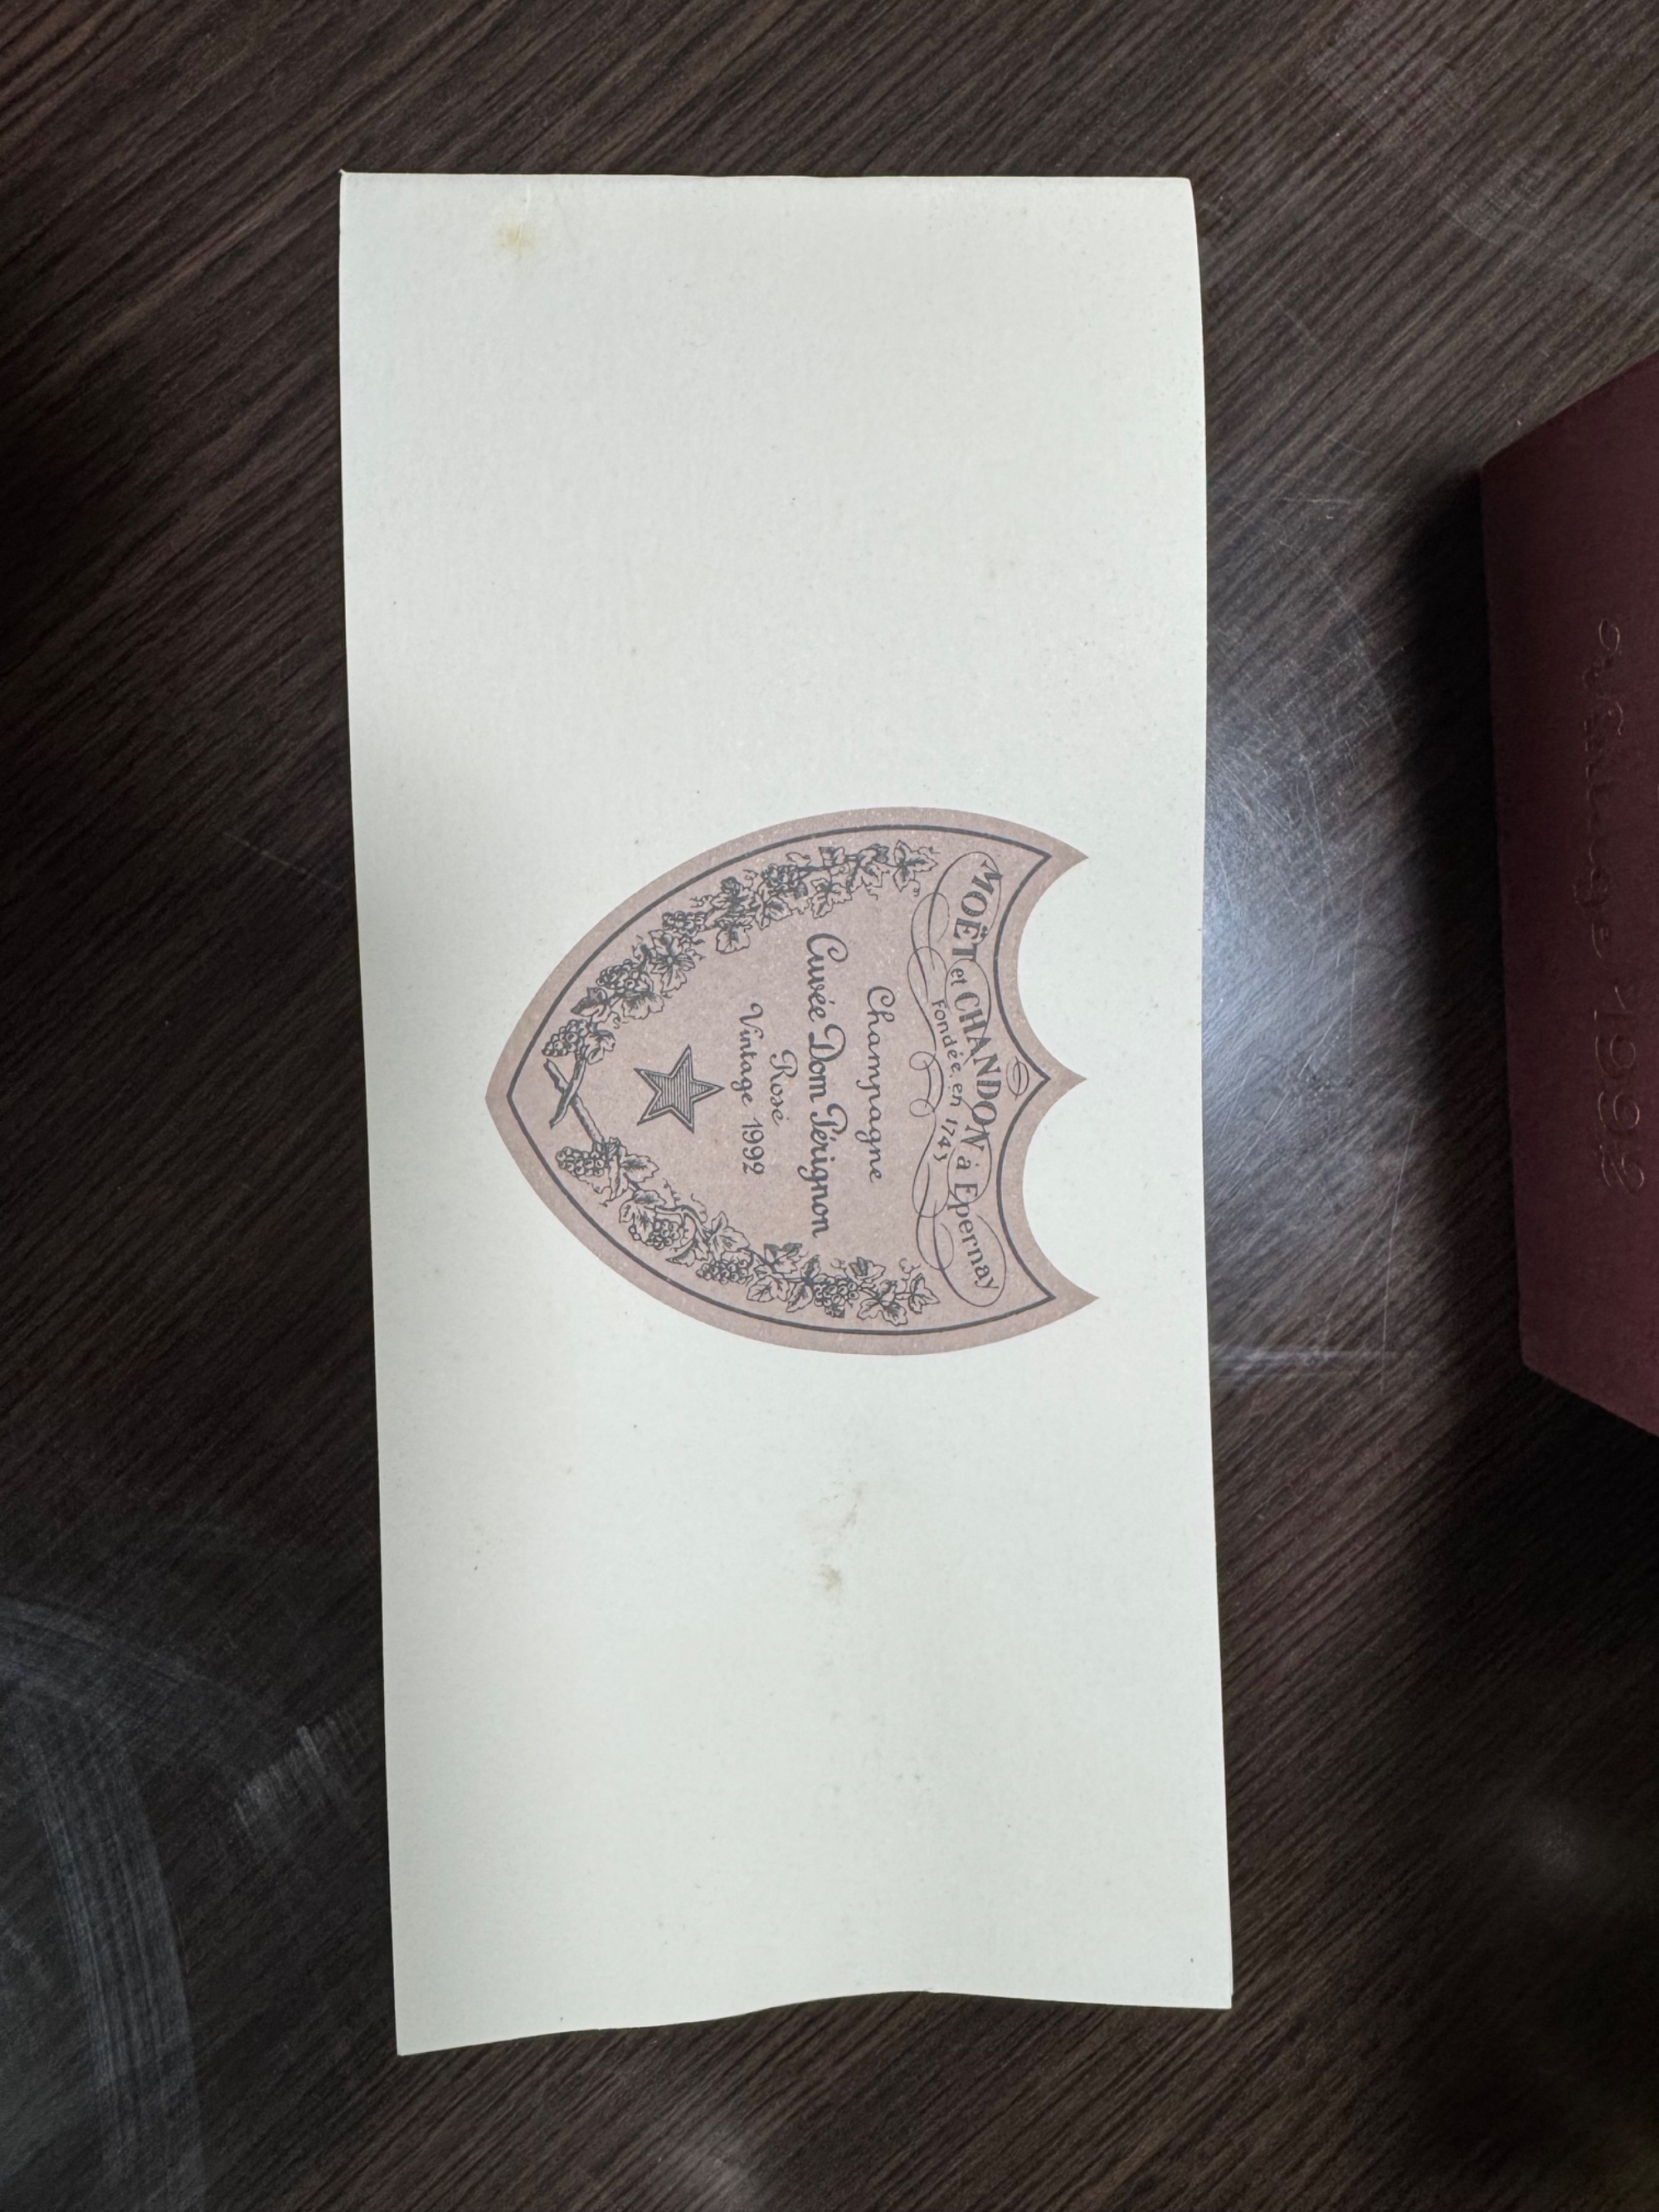 MOËT et CHANDON à Epernay
Fondée en 1743
Champagne
Cuvée Dom Pérignon
Rosé
Vintage 1992
Vintage 1992